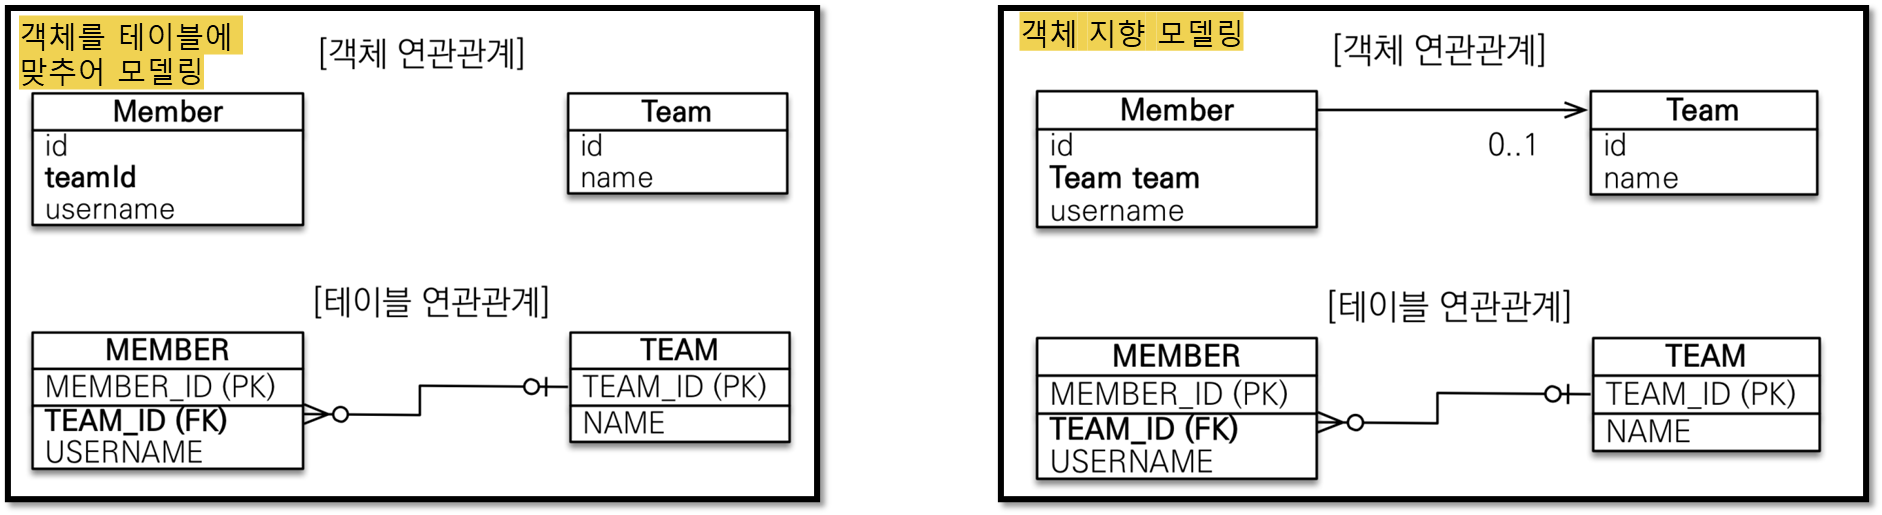 객체를 테이블에
맞추어 모델링
[객체 연관관계]
Member
id
teamId
username
Team
id
name
[테이블 연관관계]
MEMBER
MEMBER_ID (PK)
TEAM_ID (FK)
USERNAME
TEAM
TEAM_ID (PK)
NAME
객체 지향 모델링
[객체 연관관계]
Member
id
Team team
username
0..1
Team
id
name
[테이블 연관관계]
MEMBER
MEMBER_ID (PK)
TEAM_ID (FK)
USERNAME
TEAM
TEAM_ID (PK)
NAME